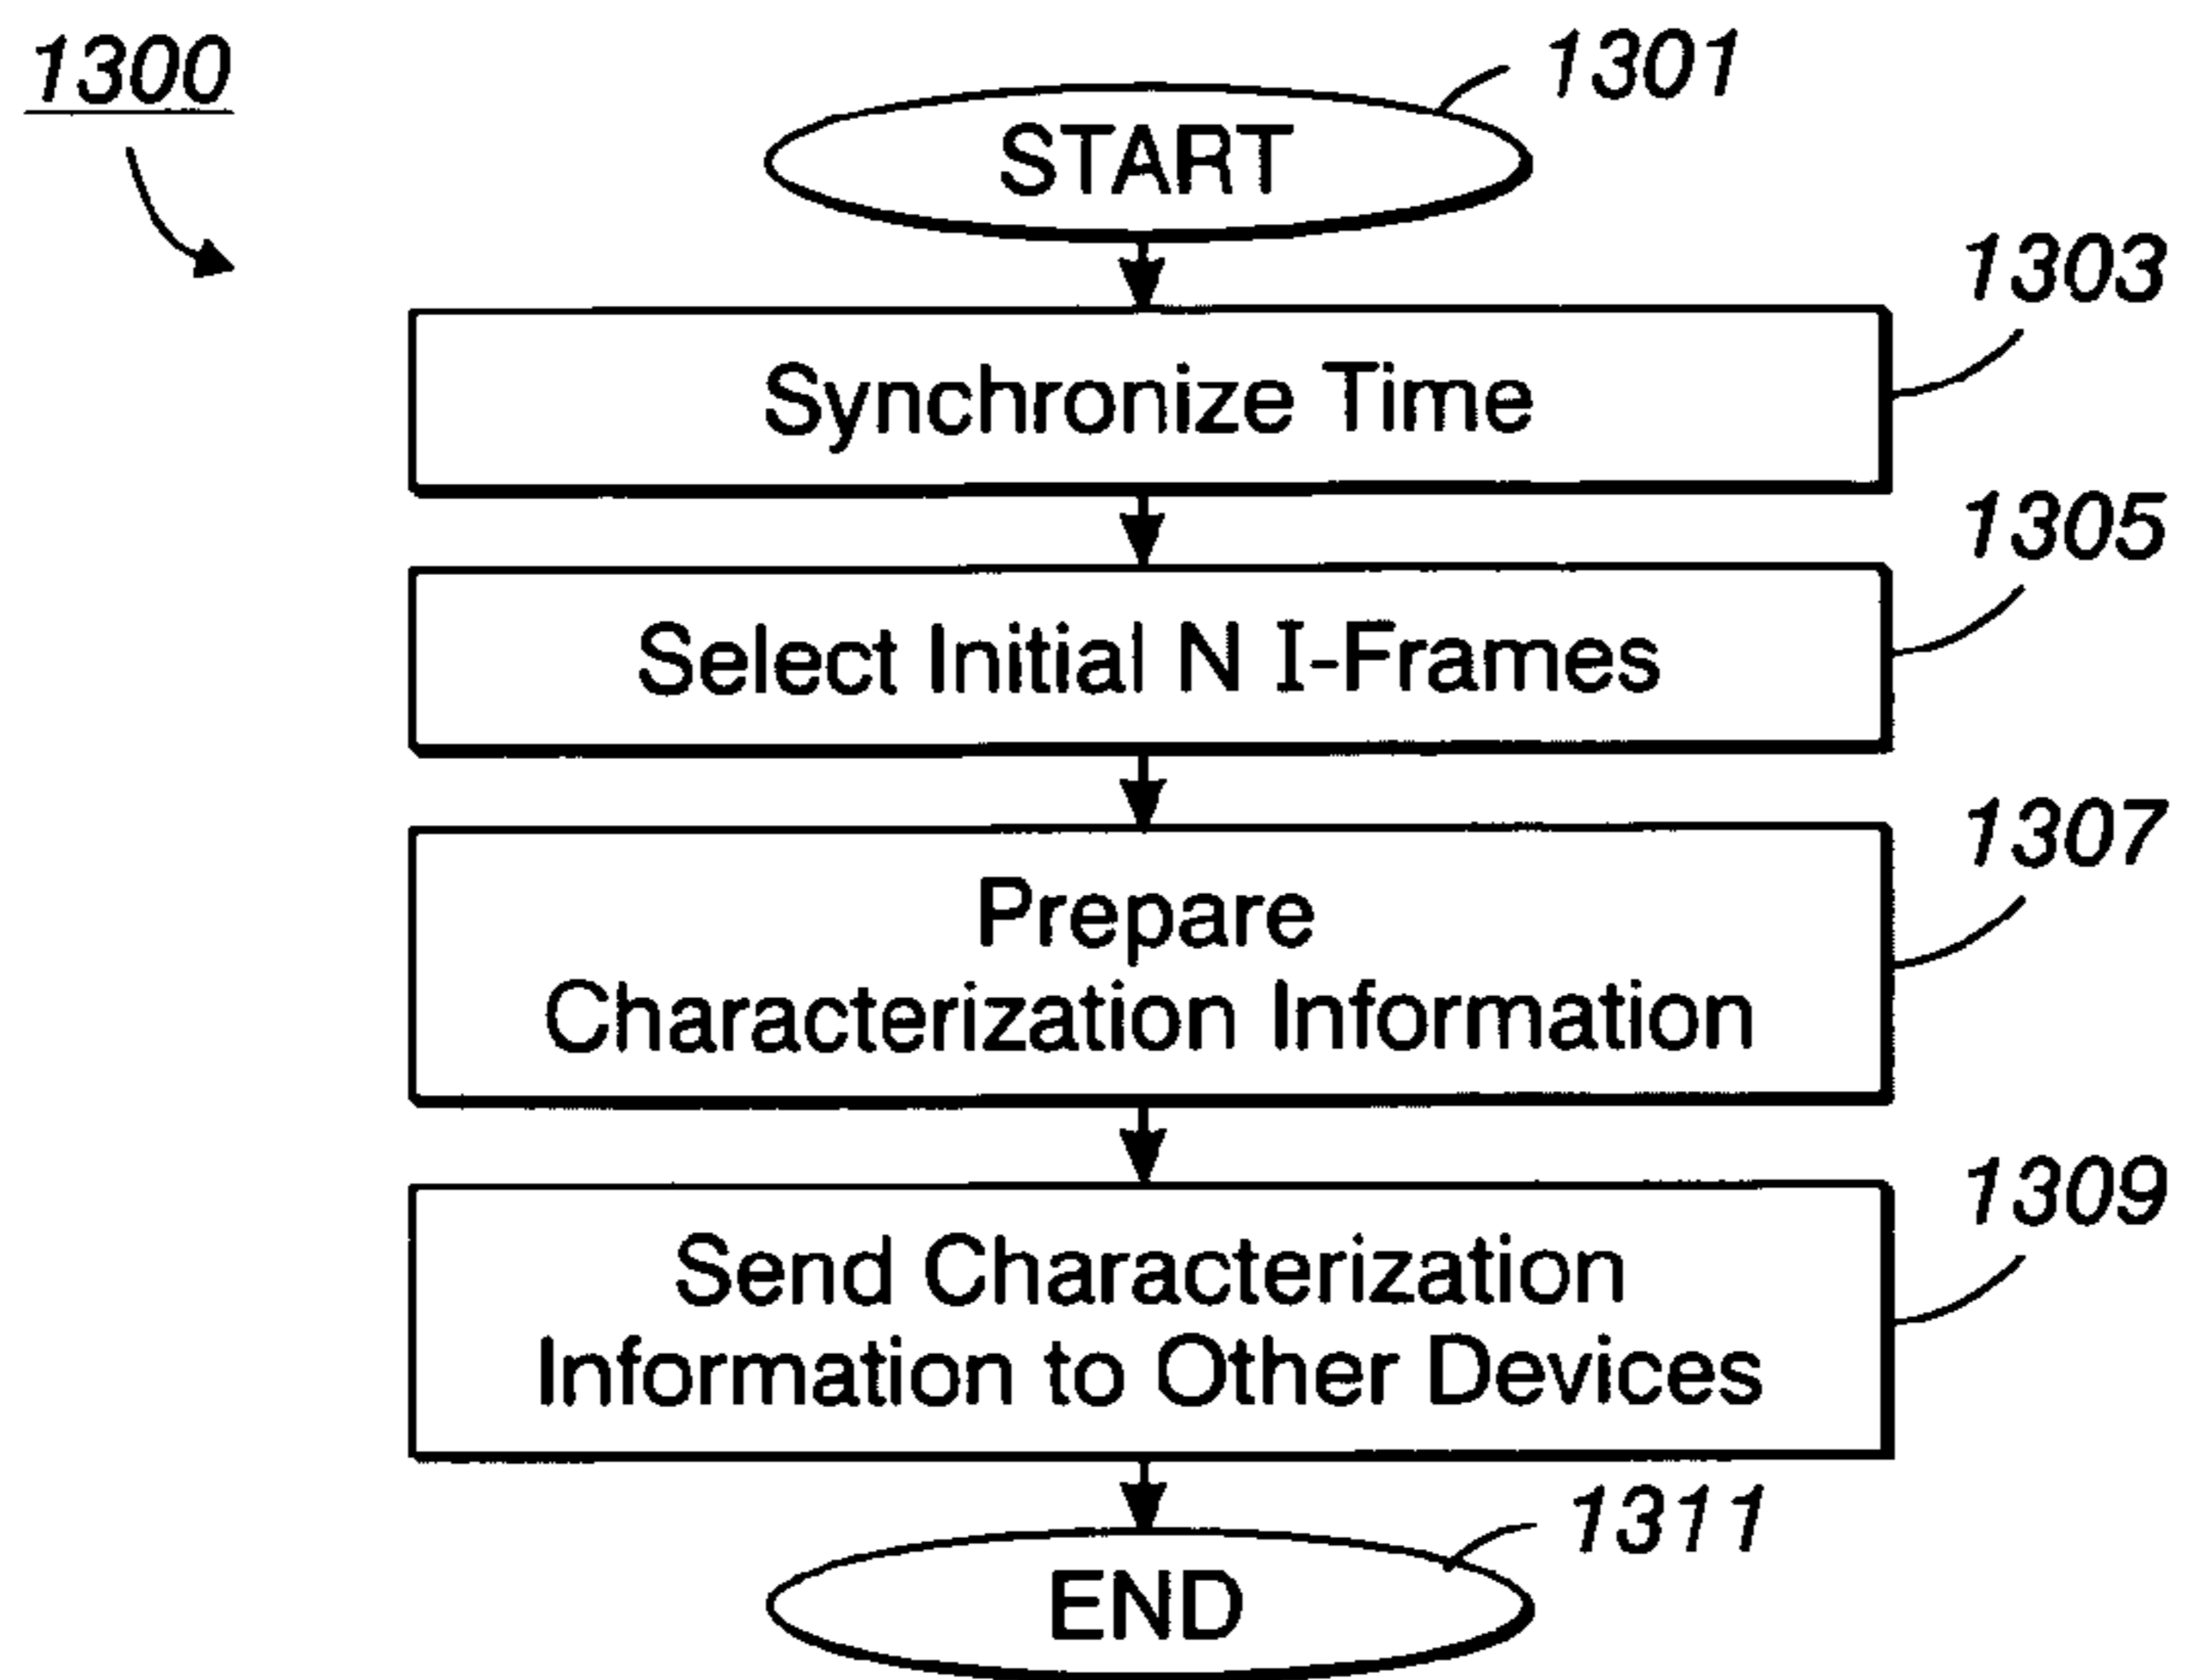 1300
1301
START
1303
Synchronize Time
1305
Select Initial N I-Frames
1307
Prepare
Characterization Information
1309
Send Characterization
Information to Other Devices
1311
END